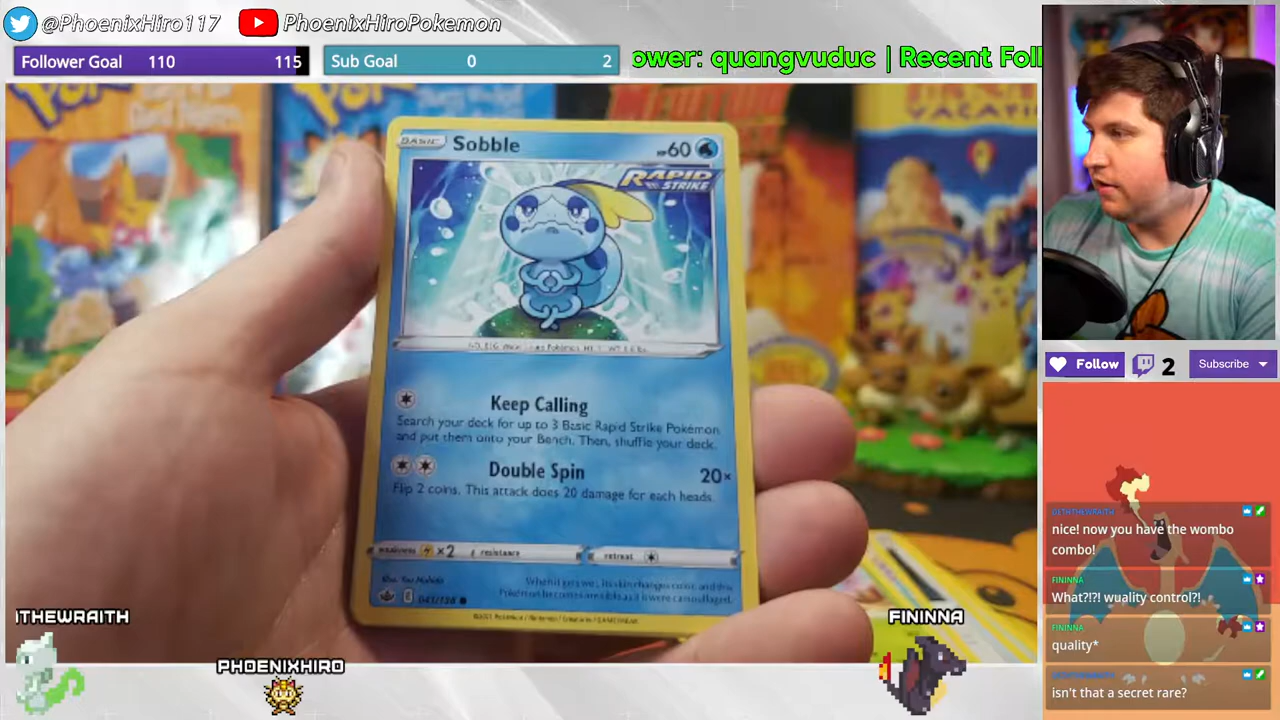 @PhoenixHiro117 PhoenixHiroPokemon
Follower Goal 110 115
Sub Goal 0 2
ower: quangvuduc | Recent Foll
VACATI
BASIC Sobble HP60
RAPID STRIKE
Keep Calling
Search your deck for up to 3 Basic Rapid Strike Pokémon
and put them onto your Bench. Then, shuffle your deck.
Double Spin 20×
Flip 2 coins. This attack does 20 damage for each heads.
weakness ×2 resistance retreat
ITHEWRAITH
PHOENIXHIRO
FININNA
Follow 2 Subscribe
nice! now you have the wombo
combo!
FININNA
What?!?! wuality control?!
FININNA
quality*
isn't that a secret rare?